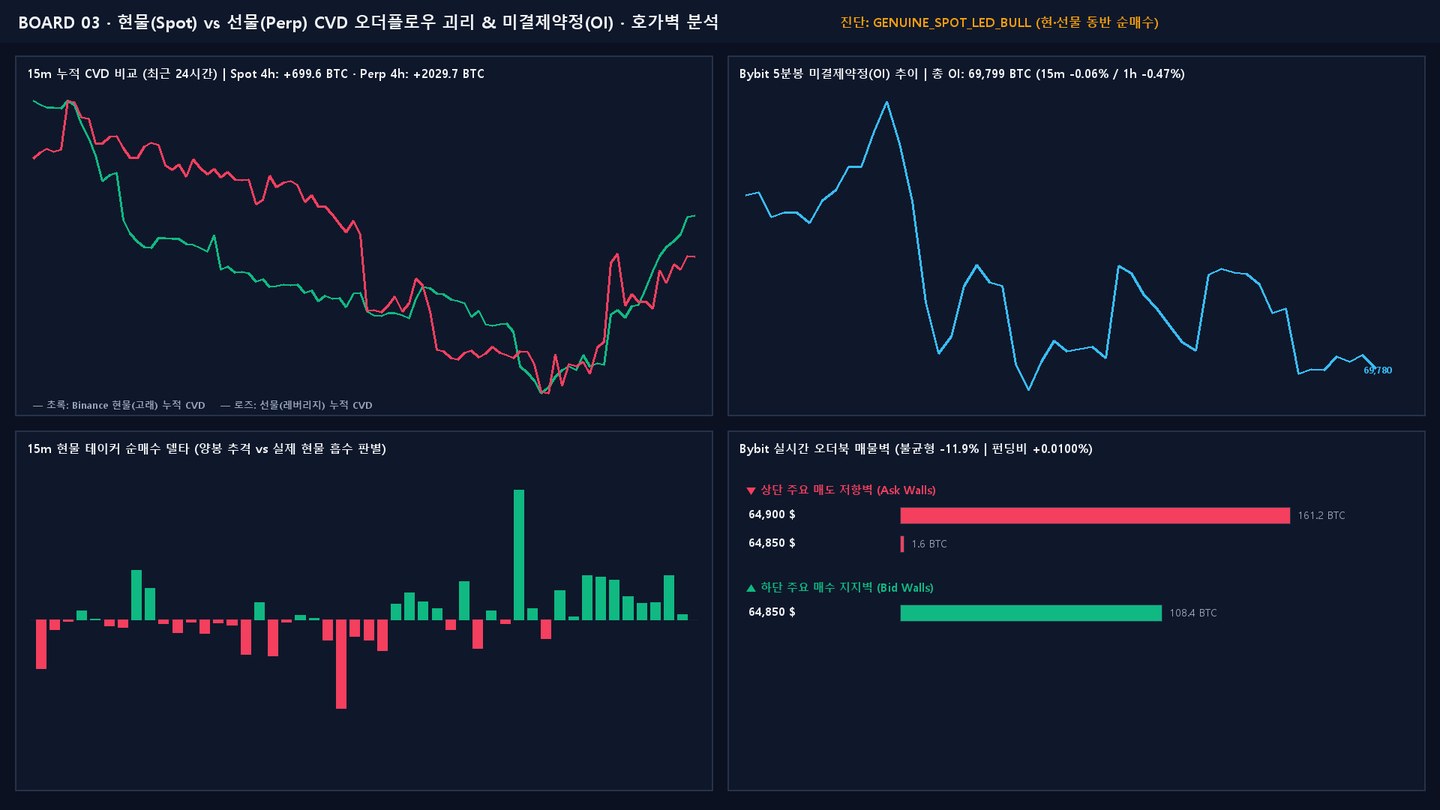 BOARD 03 · 현물(Spot) vs 선물(Perp) CVD 오더플로우 괴리 & 미결제약정(OI) · 호가벽 분석
진단: GENUINE_SPOT_LED_BULL (현·선물 동반 순매수)
15m 누적 CVD 비교 (최근 24시간) | Spot 4h: +699.6 BTC · Perp 4h: +2029.7 BTC
— 초록: Binance 현물(고래) 누적 CVD — 로즈: 선물(레버리지) 누적 CVD
Bybit 5분봉 미결제약정(OI) 추이 | 총 OI: 69,799 BTC (15m -0.06% / 1h -0.47%)
69,780
15m 현물 테이커 순매수 델타 (양봉 추격 vs 실제 현물 흡수 판별)
Bybit 실시간 오더북 매물벽 (불균형 -11.9% | 펀딩비 +0.0100%)
▼ 상단 주요 매도 저항벽 (Ask Walls)
64,900 $ 161.2 BTC
64,850 $ 1.6 BTC
▲ 하단 주요 매수 지지벽 (Bid Walls)
64,850 $ 108.4 BTC